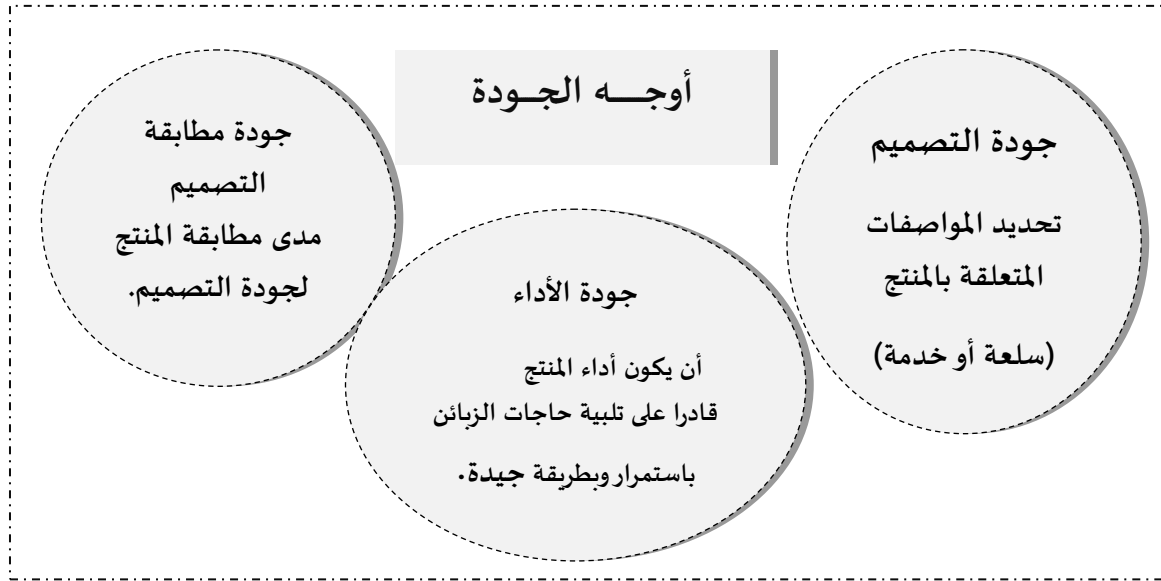 أوجـــه الجــودة
جودة التصميم
تحديد المواصفات
المتعلقة بالمنتج
(سلعة أو خدمة)
جودة الأداء
أن يكون أداء المنتج
قادرا على تلبية حاجات الزبائن
باستمرار وبطريقة جيدة.
جودة مطابقة
التصميم
مدى مطابقة المنتج
لجودة التصميم.